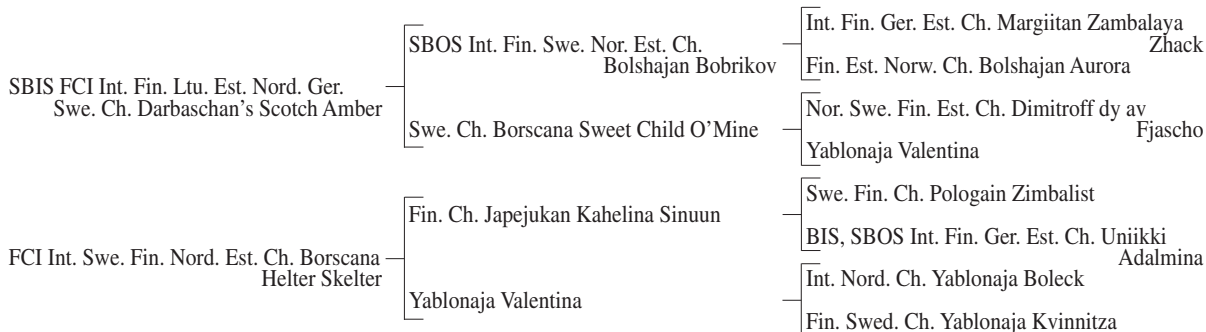 SBIS FCI Int. Fin. Ltu. Est. Nord. Ger.
Swe. Ch. Darbaschan's Scotch Amber
SBOS Int. Fin. Swe. Nor. Est. Ch.
Bolshajan Bobrikov
Int. Fin. Ger. Est. Ch. Margiitan Zambalaya
Zhack
Fin. Est. Norw. Ch. Bolshajan Aurora
Swe. Ch. Borscana Sweet Child O'Mine
Nor. Swe. Fin. Est. Ch. Dimitroff dy av
Fjascho
Yablonaja Valentina
FCI Int. Swe. Fin. Nord. Est. Ch. Borscana
Helter Skelter
Fin. Ch. Japejukan Kahelina Sinuun
Swe. Fin. Ch. Pologain Zimbalist
BIS, SBOS Int. Fin. Ger. Est. Ch. Uniikki
Adalmina
Yablonaja Valentina
Int. Nord. Ch. Yablonaja Boleck
Fin. Swed. Ch. Yablonaja Kvinnitza